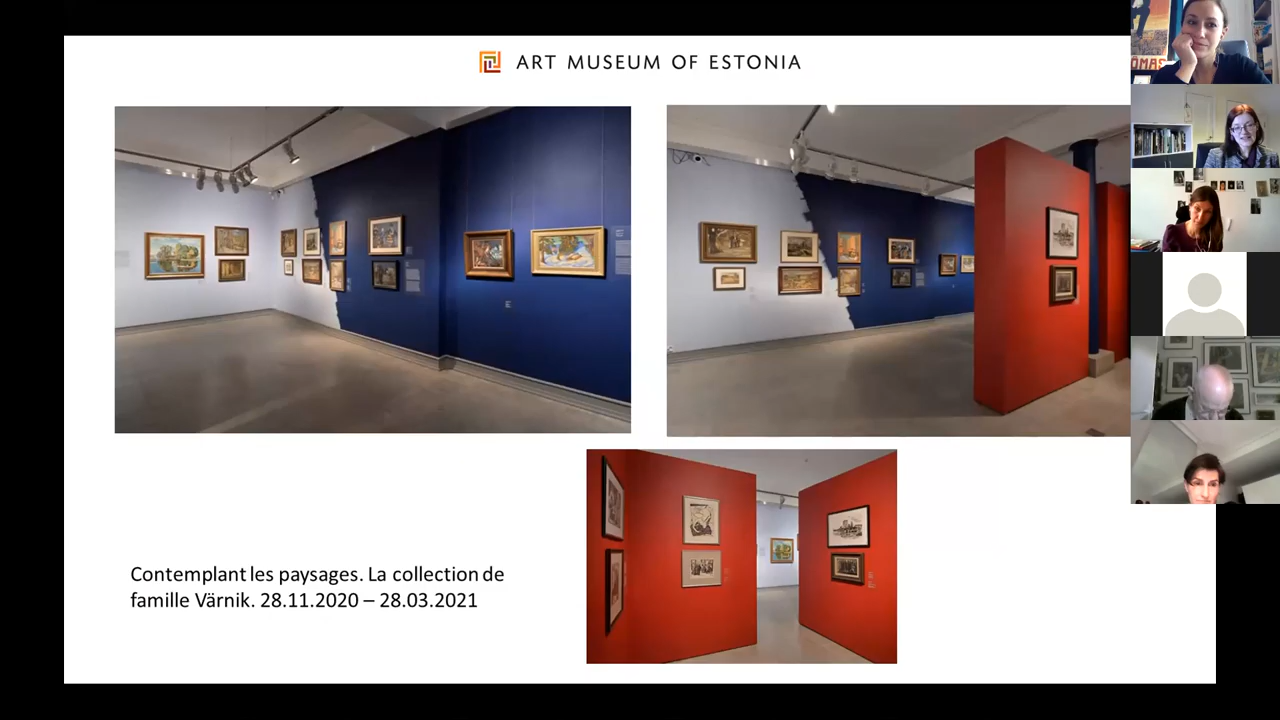 ART MUSEUM OF ESTONIA
Contemplant les paysages. La collection de
famille Värnik. 28.11.2020 – 28.03.2021